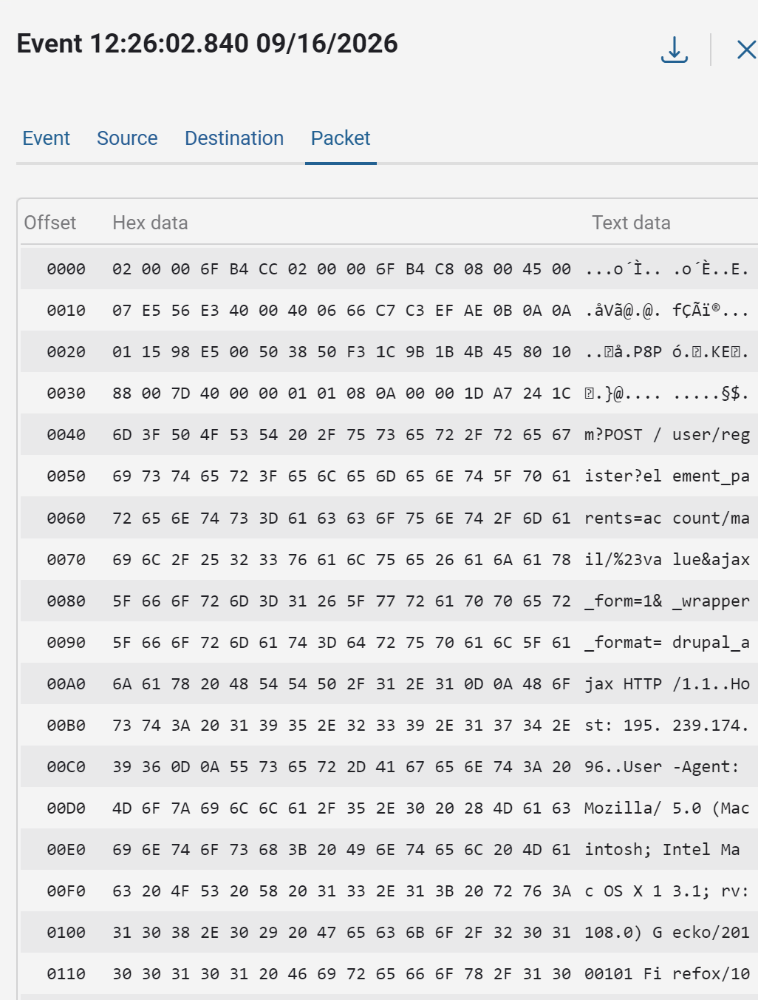 Event 12:26:02.840 09/16/2026
Event Source Destination Packet
Offset Hex data Text data
0000 02 00 00 6F B4 CC 02 00 00 6F B4 C8 08 00 45 00 ...o´Ì.. .o´È..E.
0010 07 E5 56 E3 40 00 40 06 66 C7 C3 EF AE 0B 0A 0A .åVã@.@. fÇÃï®...
0020 01 15 98 E5 00 50 38 50 F3 1C 9B 1B 4B 45 80 10 ..å.P8P ó..KE.
0030 88 00 7D 40 00 00 01 01 08 0A 00 00 1D A7 24 1C .}@.... .....§$.
0040 6D 3F 50 4F 53 54 20 2F 75 73 65 72 2F 72 65 67 m?POST / user/reg
0050 69 73 74 65 72 3F 65 6C 65 6D 65 6E 74 5F 70 61 ister?el ement_pa
0060 72 65 6E 74 73 3D 61 63 63 6F 75 6E 74 2F 6D 61 rents=ac count/ma
0070 69 6C 2F 25 32 33 76 61 6C 75 65 26 61 6A 61 78 il/%23va lue&ajax
0080 5F 66 6F 72 6D 3D 31 26 5F 77 72 61 70 70 65 72 _form=1& _wrapper
0090 5F 66 6F 72 6D 61 74 3D 64 72 75 70 61 6C 5F 61 _format= drupal_a
00A0 6A 61 78 20 48 54 54 50 2F 31 2E 31 0D 0A 48 6F jax HTTP /1.1..Ho
00B0 73 74 3A 20 31 39 35 2E 32 33 39 2E 31 37 34 2E st: 195. 239.174.
00C0 39 36 0D 0A 55 73 65 72 2D 41 67 65 6E 74 3A 20 96..User -Agent:
00D0 4D 6F 7A 69 6C 6C 61 2F 35 2E 30 20 28 4D 61 63 Mozilla/ 5.0 (Mac
00E0 69 6E 74 6F 73 68 3B 20 49 6E 74 65 6C 20 4D 61 intosh; Intel Ma
00F0 63 20 4F 53 20 58 20 31 33 2E 31 3B 20 72 76 3A c OS X 1 3.1; rv:
0100 31 30 38 2E 30 29 20 47 65 63 6B 6F 2F 32 30 31 108.0) G ecko/201
0110 30 30 31 30 31 20 46 69 72 65 66 6F 78 2F 31 30 00101 Fi refox/10